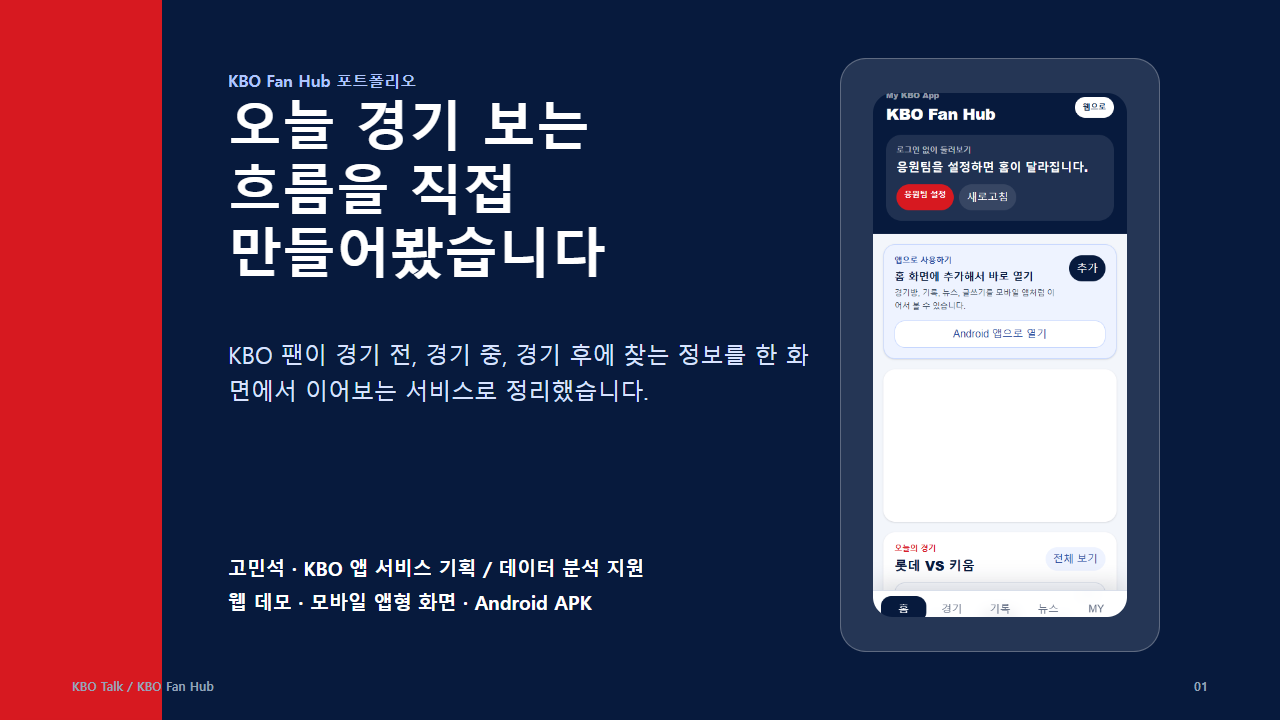 KBO Fan Hub 포트폴리오
오늘 경기 보는
흐름을 직접
만들어봤습니다
KBO 팬이 경기 전, 경기 중, 경기 후에 찾는 정보를 한 화
면에서 이어보는 서비스로 정리했습니다.
고민석 · KBO 앱 서비스 기획 / 데이터 분석 지원
웹 데모 · 모바일 앱형 화면 · Android APK
KBO Talk / KBO Fan Hub
My KBO App
KBO Fan Hub
웹으로
로그인 없이 둘러보기
응원팀을 설정하면 홈이 달라집니다.
응원팀 설정
새로고침
앱으로 사용하기
홈 화면에 추가해서 바로 열기
추가
경기방, 기록, 뉴스, 글쓰기를 모바일 앱처럼 이
어서 볼 수 있습니다.
Android 앱으로 열기
오늘의 경기
롯데 VS 키움
전체 보기
홈 경기 기록 뉴스 MY
01